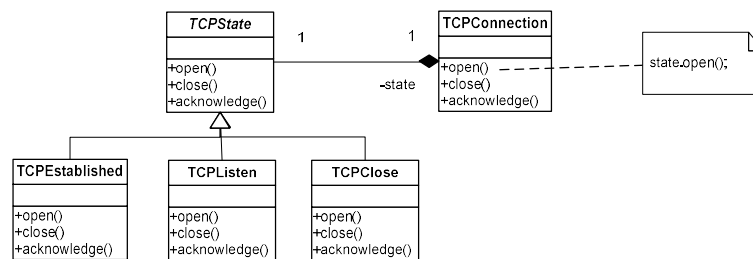 TCPState
+open()
+close()
+acknowledge()
1
1
-state
TCPConnection
+open()
+close()
+acknowledge()
state.open();
TCPEstablished
+open()
+close()
+acknowledge()
TCPListen
+open()
+close()
+acknowledge()
TCPClose
+open()
+close()
+acknowledge()